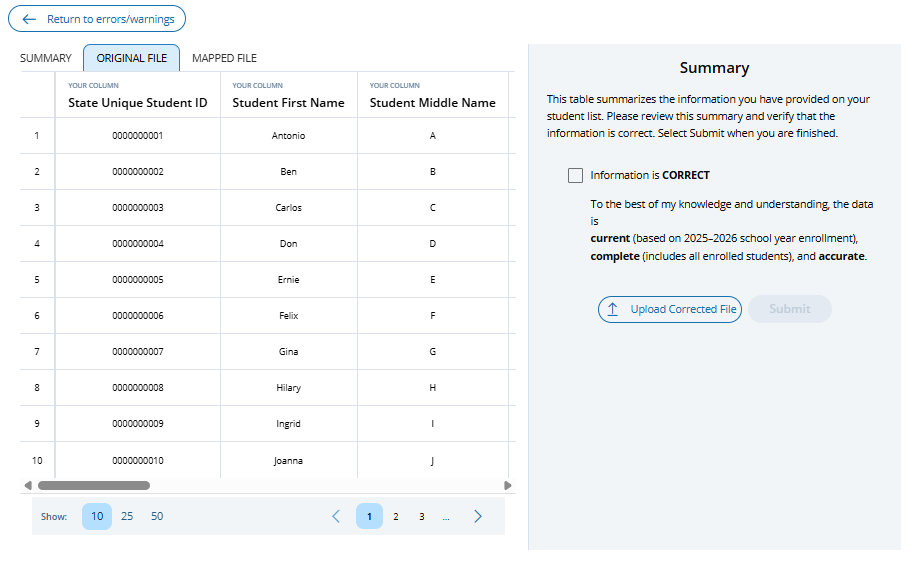 Return to errors/warnings
SUMMARY
ORIGINAL FILE
MAPPED FILE
YOUR COLUMN YOUR COLUMN YOUR COLUMN
State Unique Student ID Student First Name Student Middle Name
1 0000000001 Antonio A
2 0000000002 Ben B
3 0000000003 Carlos C
4 0000000004 Don D
5 0000000005 Ernie E
6 0000000006 Felix F
7 0000000007 Gina G
8 0000000008 Hilary H
9 0000000009 Ingrid I
10 0000000010 Joanna J
Show: 10 25 50
1 2 3 ...
Summary
This table summarizes the information you have provided on your
student list. Please review this summary and verify that the
information is correct. Select Submit when you are finished.
Information is CORRECT
To the best of my knowledge and understanding, the data
is
current (based on 2025–2026 school year enrollment),
complete (includes all enrolled students), and accurate.
Upload Corrected File
Submit